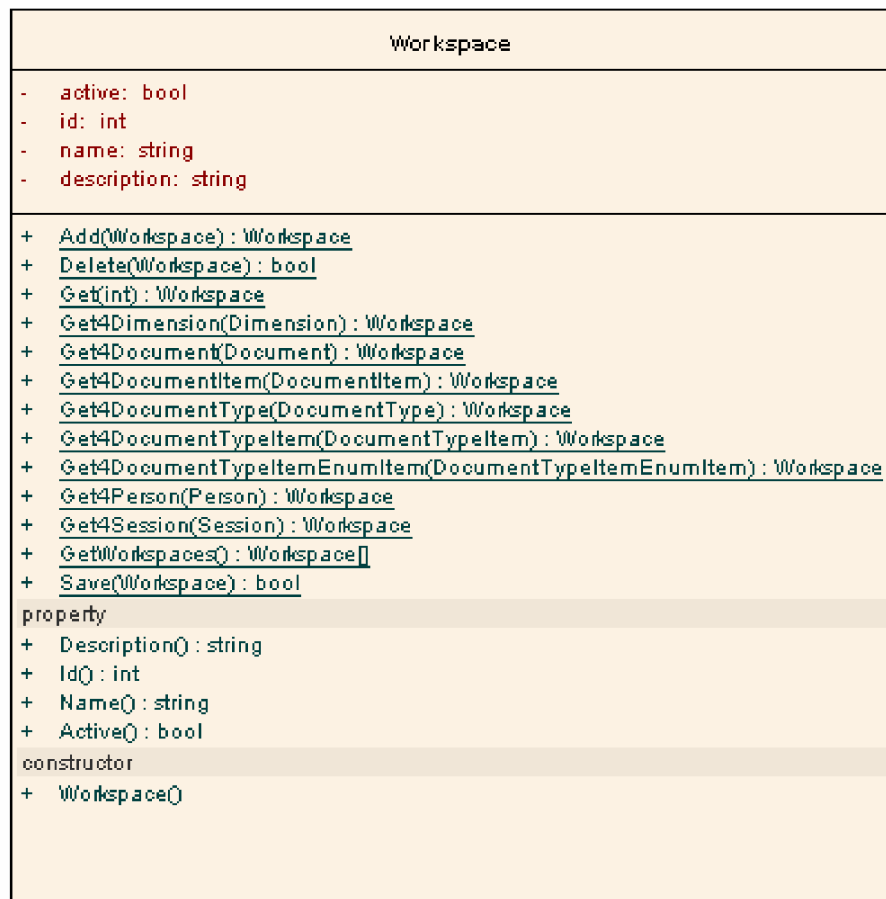 Workspace
- active: bool
- id: int
- name: string
- description: string
+ Add(Workspace) : Workspace
+ Delete(Workspace) : bool
+ Get(int) : Workspace
+ Get4Dimension(Dimension) : Workspace
+ Get4Document(Document) : Workspace
+ Get4DocumentItem(DocumentItem) : Workspace
+ Get4DocumentType(DocumentType) : Workspace
+ Get4DocumentTypeItem(DocumentTypeItem) : Workspace
+ Get4DocumentTypeItemEnumItem(DocumentTypeItemEnumItem) : Workspace
+ Get4Person(Person) : Workspace
+ Get4Session(Session) : Workspace
+ GetWorkspaces() : Workspace[]
+ Save(Workspace) : bool
property
+ Description() : string
+ Id() : int
+ Name() : string
+ Active() : bool
constructor
+ Workspace()